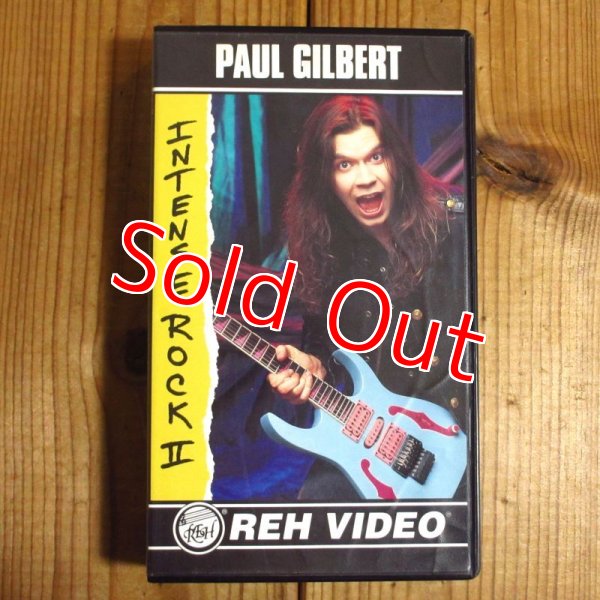 PAUL GILBERT
INTENSE ROCK II
Sold Out
REH
REH VIDEO®